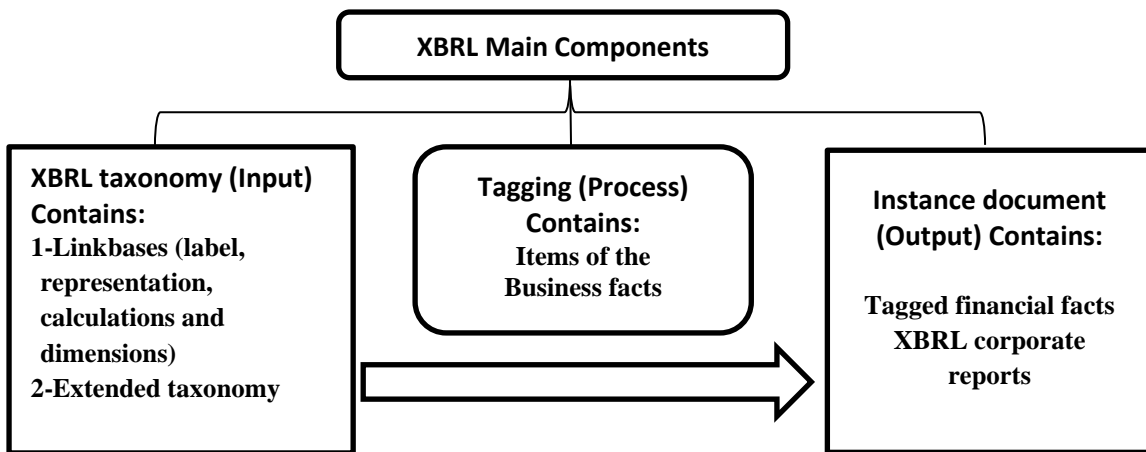 XBRL Main Components
XBRL taxonomy (Input)
Contains:
1-Linkbases (label,
representation,
calculations and
dimensions)
2-Extended taxonomy
Tagging (Process)
Contains:
Items of the
Business facts
Instance document
(Output) Contains:
Tagged financial facts
XBRL corporate
reports